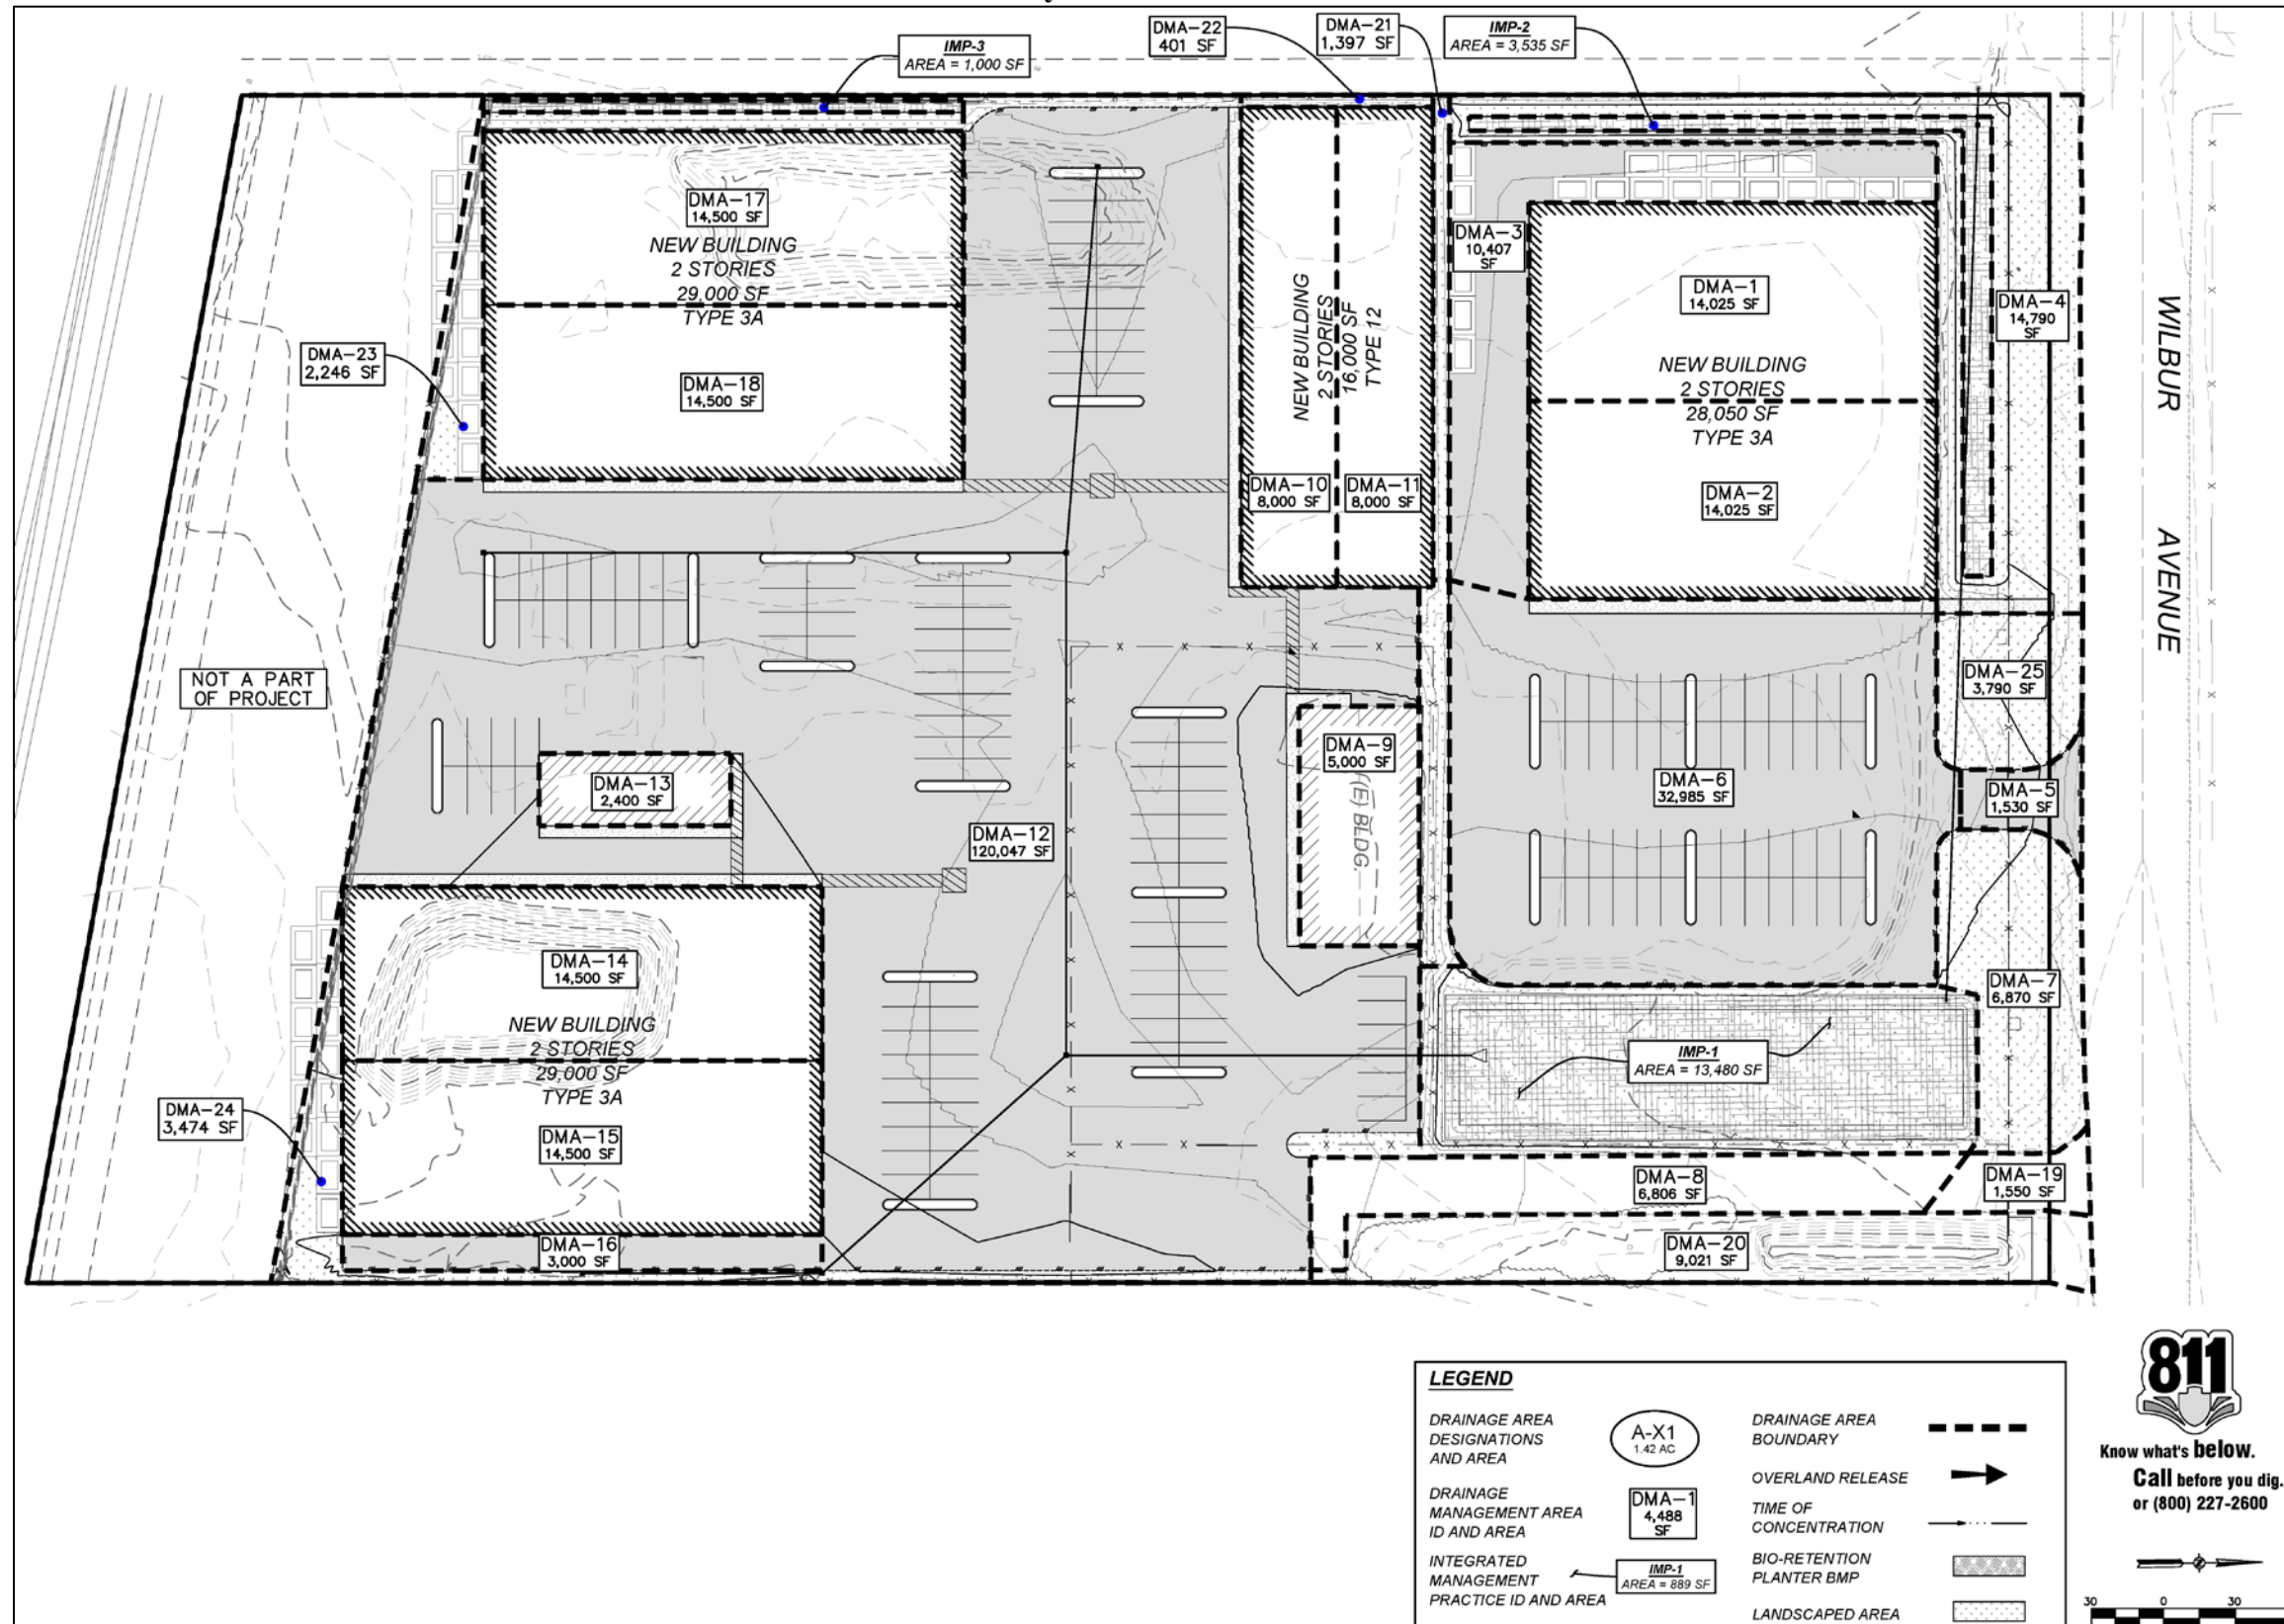 DMA-22
401 SF
DMA-21
1,397 SF
IMP-2
AREA = 3,535 SF
IMP-3
AREA = 1,000 SF
DMA-17
14,500 SF
NEW BUILDING
2 STORIES
29,000 SF
TYPE 3A
DMA-18
14,500 SF
DMA-23
2,246 SF
NEW BUILDING
2 STORIES
16,000 SF
TYPE 12
DMA-10
8,000 SF
DMA-11
8,000 SF
DMA-3
10,407
SF
DMA-1
14,025 SF
NEW BUILDING
2 STORIES
28,050 SF
TYPE 3A
DMA-2
14,025 SF
DMA-4
14,790
SF
WILBUR AVENUE
NOT A PART
OF PROJECT
DMA-25
3,790 SF
DMA-13
2,400 SF
DMA-12
120,047 SF
DMA-9
5,000 SF
(E) BLDG.
DMA-6
32,985 SF
DMA-5
1,530 SF
DMA-7
6,870 SF
DMA-14
14,500 SF
NEW BUILDING
2 STORIES
29,000 SF
TYPE 3A
DMA-15
14,500 SF
DMA-24
3,474 SF
DMA-16
3,000 SF
IMP-1
AREA = 13,480 SF
DMA-8
6,806 SF
DMA-19
1,550 SF
DMA-20
9,021 SF
LEGEND
DRAINAGE AREA
DESIGNATIONS
AND AREA
A-X1
1.42 AC
DRAINAGE
MANAGEMENT AREA
ID AND AREA
DMA-1
4,488
SF
INTEGRATED
MANAGEMENT
PRACTICE ID AND AREA
IMP-1
AREA = 889 SF
DRAINAGE AREA
BOUNDARY
OVERLAND RELEASE
TIME OF
CONCENTRATION
BIO-RETENTION
PLANTER BMP
LANDSCAPED AREA
811
Know what's below.
Call before you dig.
or (800) 227-2600
30 0 30